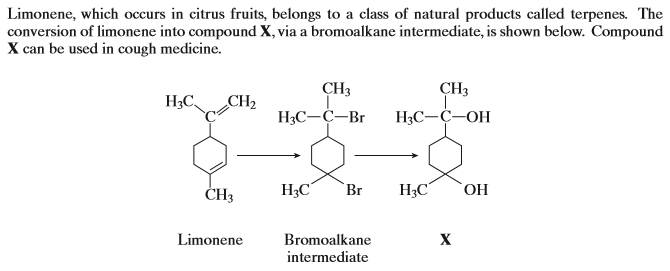 Limonene, which occurs in citrus fruits, belongs to a class of natural products called terpenes. The
conversion of limonene into compound X, via a bromoalkane intermediate, is shown below. Compound
X can be used in cough medicine.
CH3 CH3
H3C CH2
C H3C–C–Br H3C–C–OH
CH3 H3C Br H3C OH
Limonene Bromoalkane X
intermediate